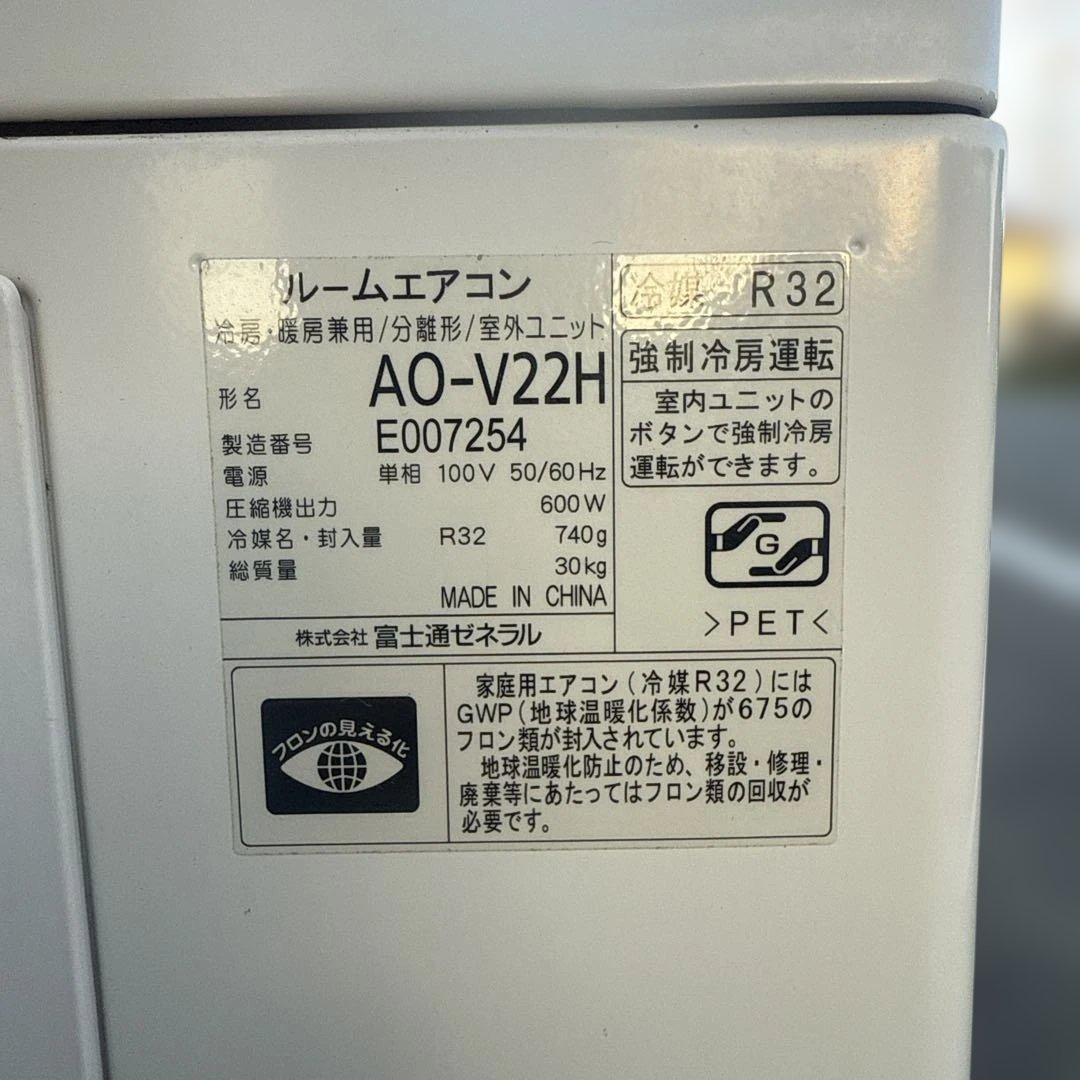 ルームエアコン
冷房・暖房兼用/分離形/室外ユニット
形名 AO-V22H
製造番号 E007254
電源 単相 100V 50/60Hz
圧縮機出力 600W
冷媒名・封入量 R32 740g
総質量 30kg
MADE IN CHINA
株式会社 富士通ゼネラル
冷媒 R32
強制冷房運転
室内ユニットの
ボタンで強制冷房
運転ができます。
G
>PET<
フロンの見える化
家庭用エアコン(冷媒R32)には
GWP(地球温暖化係数)が675の
フロン類が封入されています。
地球温暖化防止のため、移設・修理・
廃棄等にあたってはフロン類の回収が
必要です。